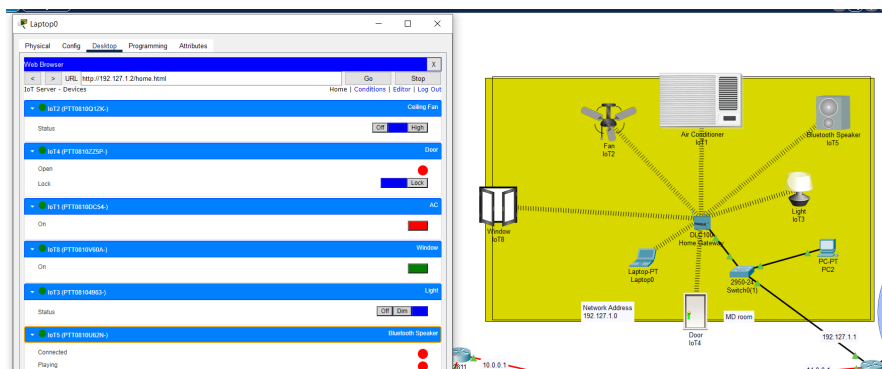 Laptop0
Physical Config Desktop Programming Attributes
Web Browser X
< > URL http://192.127.1.2/home.html Go Stop
IoT Server - Devices Home | Conditions | Editor | Log Out
IoT2 (PTT0810Q1ZK-) Ceiling Fan
Status Off High
IoT4 (PTT0810ZZ5P-) Door
Open
Lock Lock
IoT1 (PTT0810DC54-) AC
On
IoT8 (PTT0810V60A-) Window
On
IoT3 (PTT08104963-) Light
Status Off Dim
IoT5 (PTT0810U62N-) Bluetooth Speaker
Connected
Playing
Fan
IoT2
Air Conditioner
IoT1
Bluetooth Speaker
IoT5
Light
IoT3
Window
IoT8
DLC100
Home Gateway
Laptop-PT
Laptop0
PC-PT
PC2
2950-24
Switch0(1)
Network Address
192.127.1.0
MD room
Door
IoT4
192.127.1.1
2811
10.0.0.1